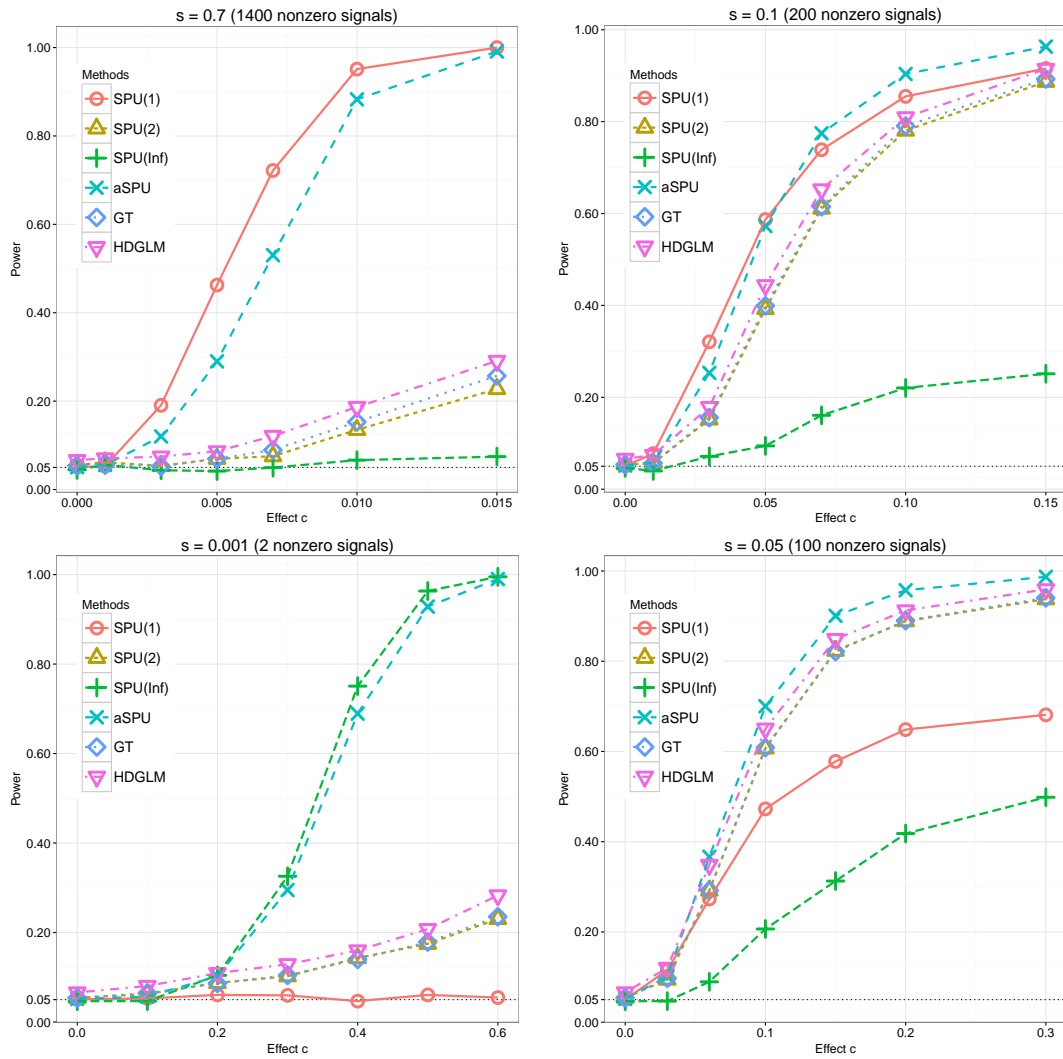 s = 0.7 (1400 nonzero signals)
Power
1.00
0.80
0.60
0.40
0.20
0.05
0.00
Methods
SPU(1)
SPU(2)
SPU(Inf)
aSPU
GT
HDGLM
0.000
0.005
0.010
0.015
Effect c
s = 0.1 (200 nonzero signals)
Power
1.00
0.80
0.60
0.40
0.20
0.05
0.00
Methods
SPU(1)
SPU(2)
SPU(Inf)
aSPU
GT
HDGLM
0.00
0.05
0.10
0.15
Effect c
s = 0.001 (2 nonzero signals)
Power
1.00
0.80
0.60
0.40
0.20
0.05
0.00
Methods
SPU(1)
SPU(2)
SPU(Inf)
aSPU
GT
HDGLM
0.0
0.2
0.4
0.6
Effect c
s = 0.05 (100 nonzero signals)
Power
1.00
0.80
0.60
0.40
0.20
0.05
0.00
Methods
SPU(1)
SPU(2)
SPU(Inf)
aSPU
GT
HDGLM
0.0
0.1
0.2
0.3
Effect c